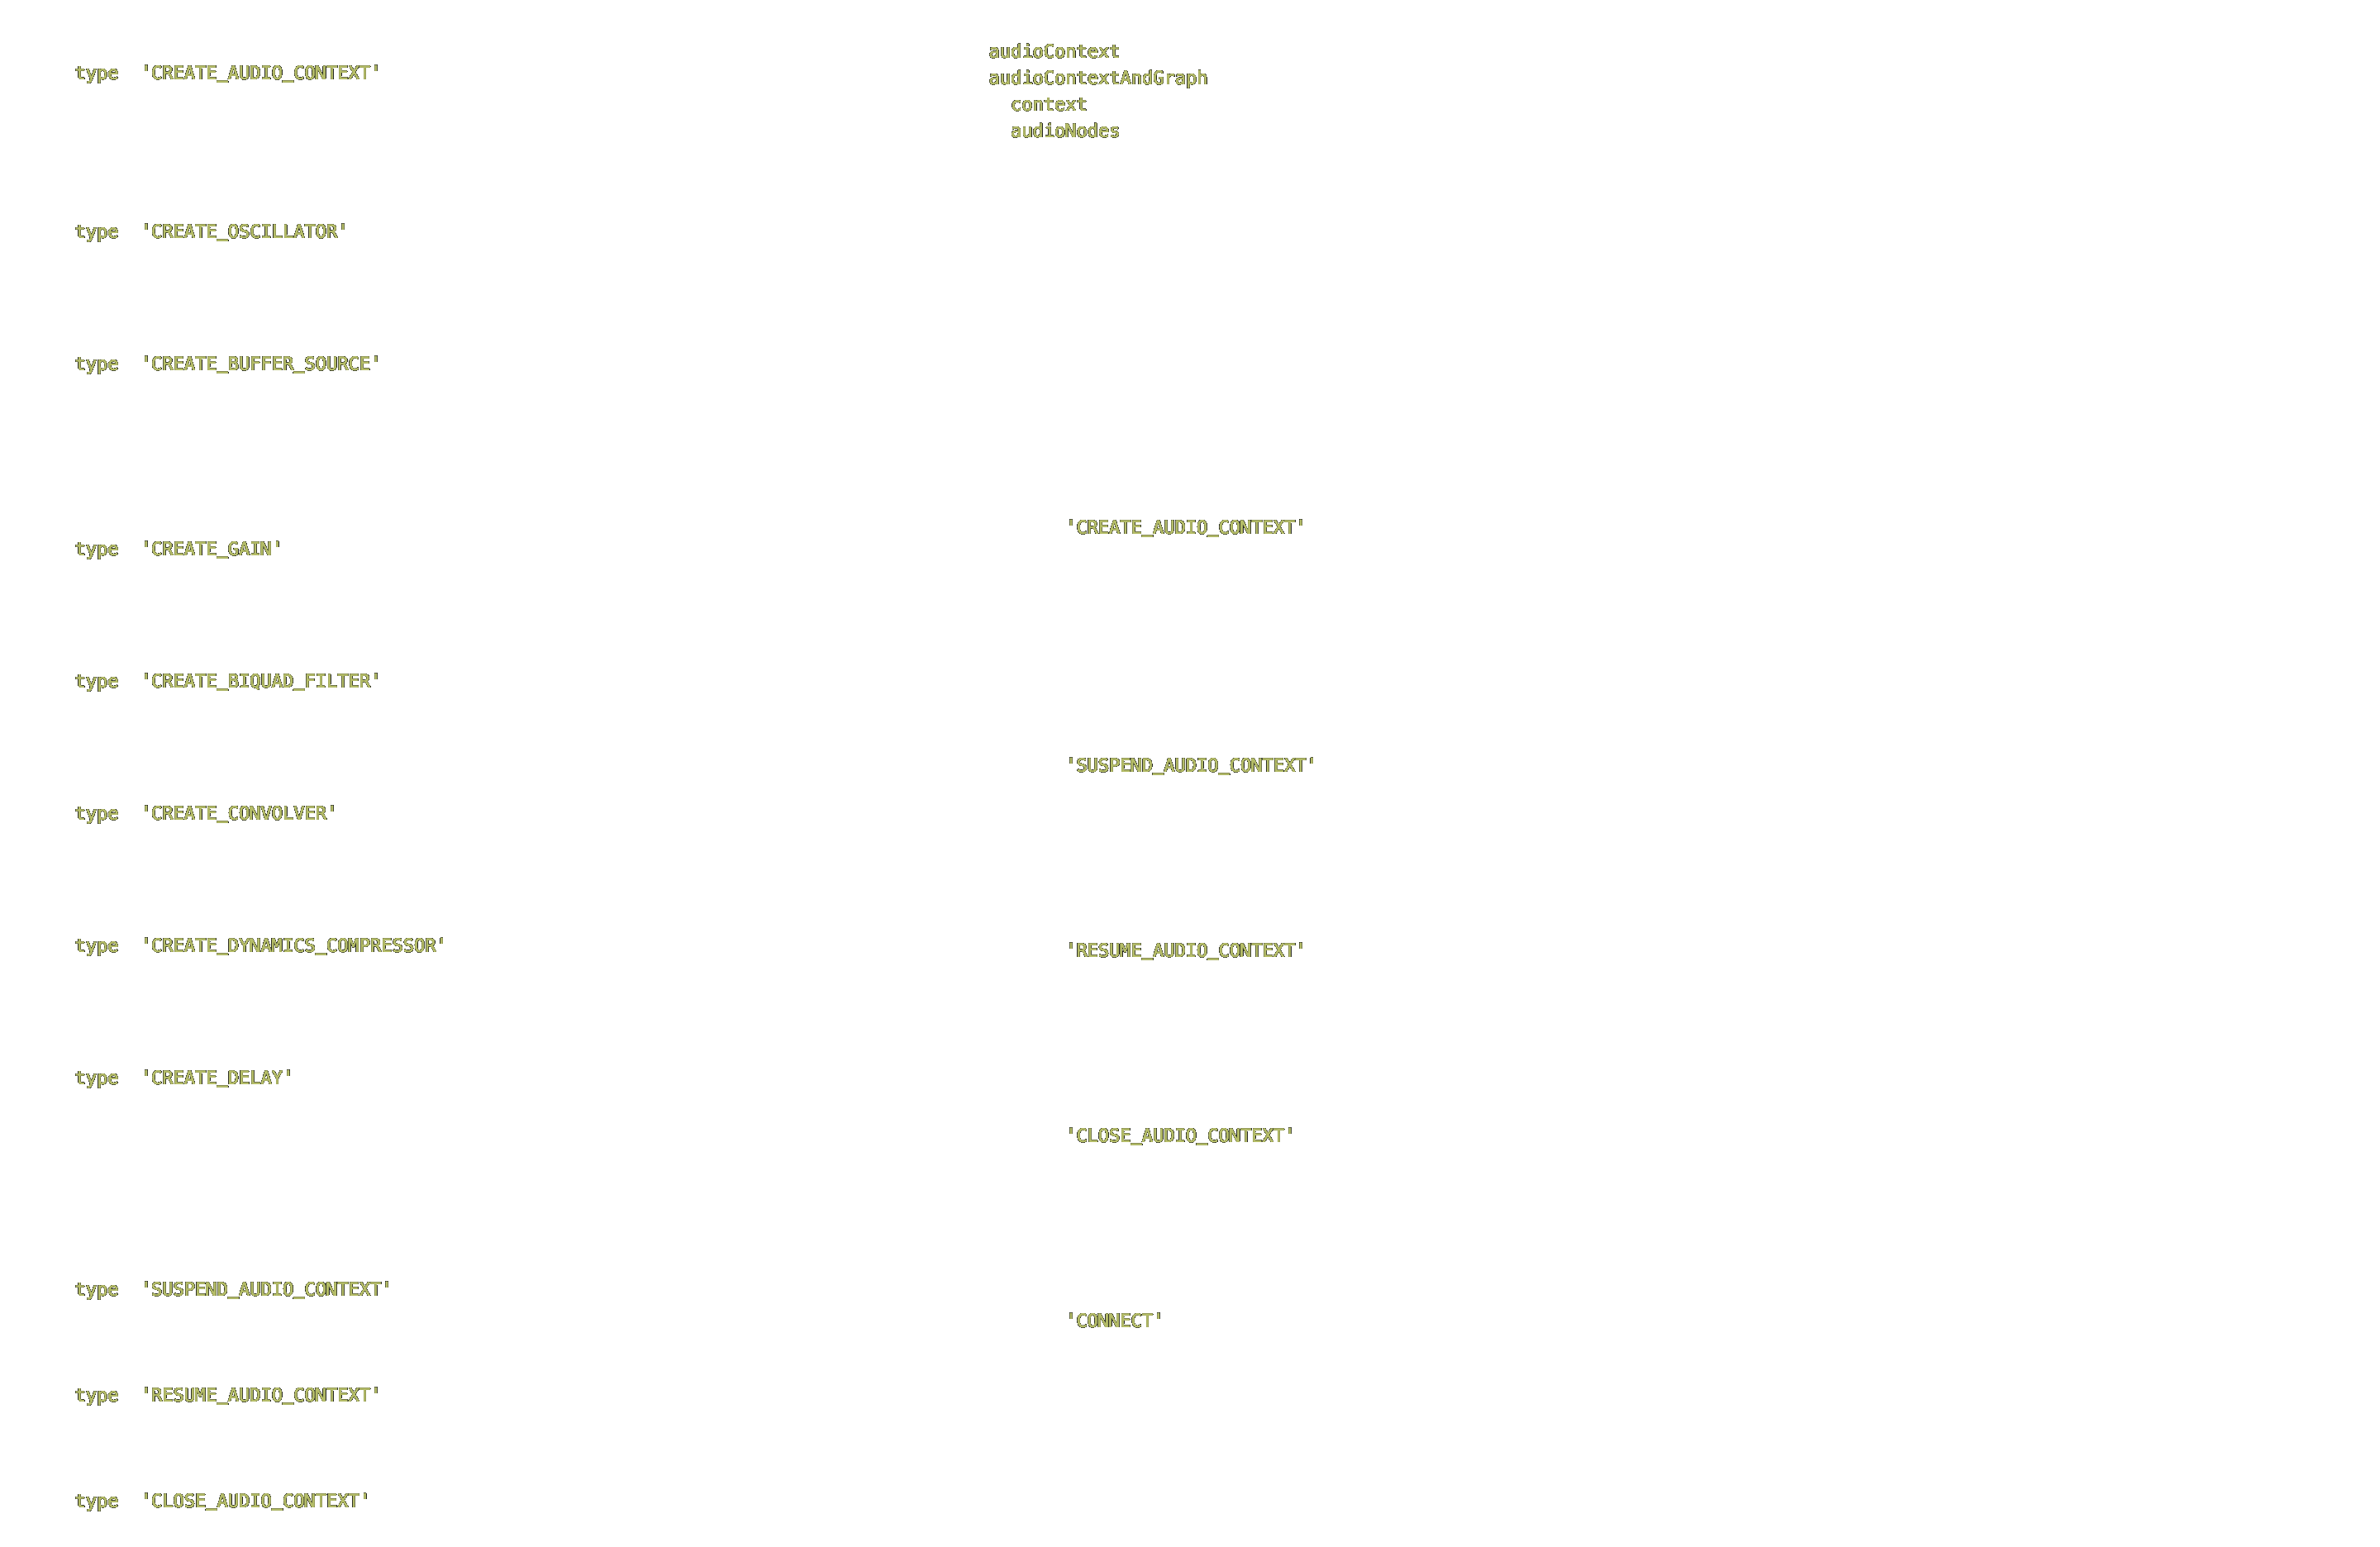 type 'CREATE_AUDIO_CONTEXT'
type 'CREATE_OSCILLATOR'
type 'CREATE_BUFFER_SOURCE'
type 'CREATE_GAIN'
type 'CREATE_BIQUAD_FILTER'
type 'CREATE_CONVOLVER'
type 'CREATE_DYNAMICS_COMPRESSOR'
type 'CREATE_DELAY'
type 'SUSPEND_AUDIO_CONTEXT'
type 'RESUME_AUDIO_CONTEXT'
type 'CLOSE_AUDIO_CONTEXT'
audioContext
audioContextAndGraph
context
audioNodes
'CREATE_AUDIO_CONTEXT'
'SUSPEND_AUDIO_CONTEXT'
'RESUME_AUDIO_CONTEXT'
'CLOSE_AUDIO_CONTEXT'
'CONNECT'